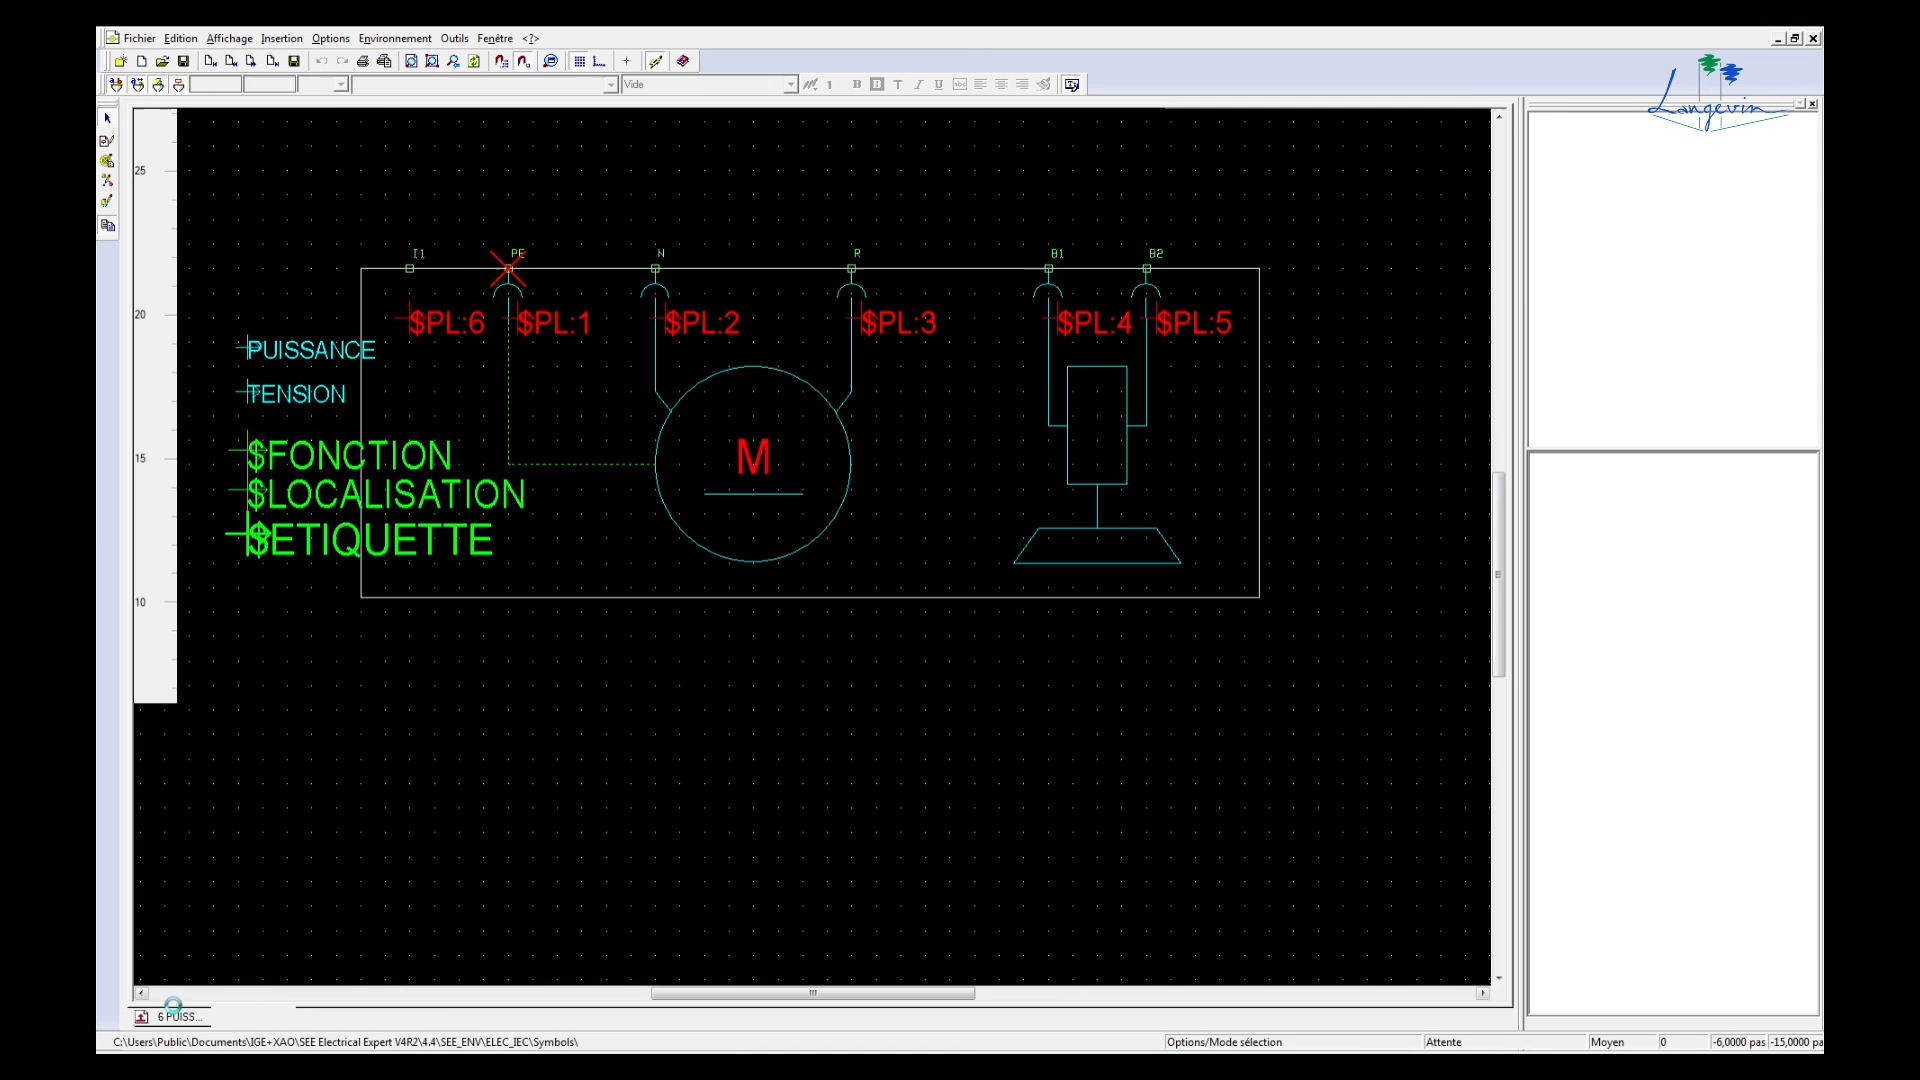 Fichier Edition Affichage Insertion Options Environnement Outils Fenêtre <?>
Vide 1 B B T I U abc
Langevin
25
20
15
10
I1 PE N R B1 B2
$PL:6 $PL:1 $PL:2 $PL:3 $PL:4 $PL:5
PUISSANCE
TENSION
$FONCTION
$LOCALISATION
$ETIQUETTE
M
6 PUISS...
C:\Users\Public\Documents\IGE+XAO\SEE Electrical Expert V4R2\4.4\SEE_ENV\ELEC_IEC\Symbols\ Options/Mode sélection Attente Moyen 0 -6,0000 pas -15,0000 pa